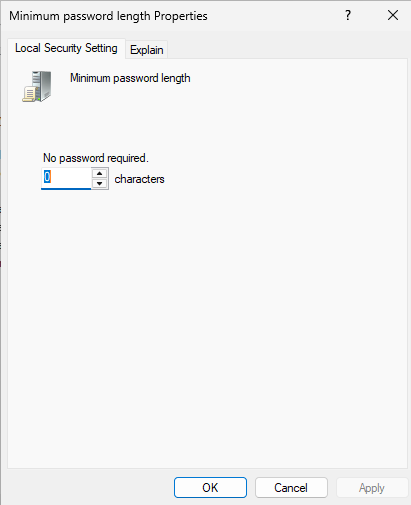 Minimum password length Properties
?
Local Security Setting
Explain
Minimum password length
No password required.
0 characters
OK
Cancel
Apply